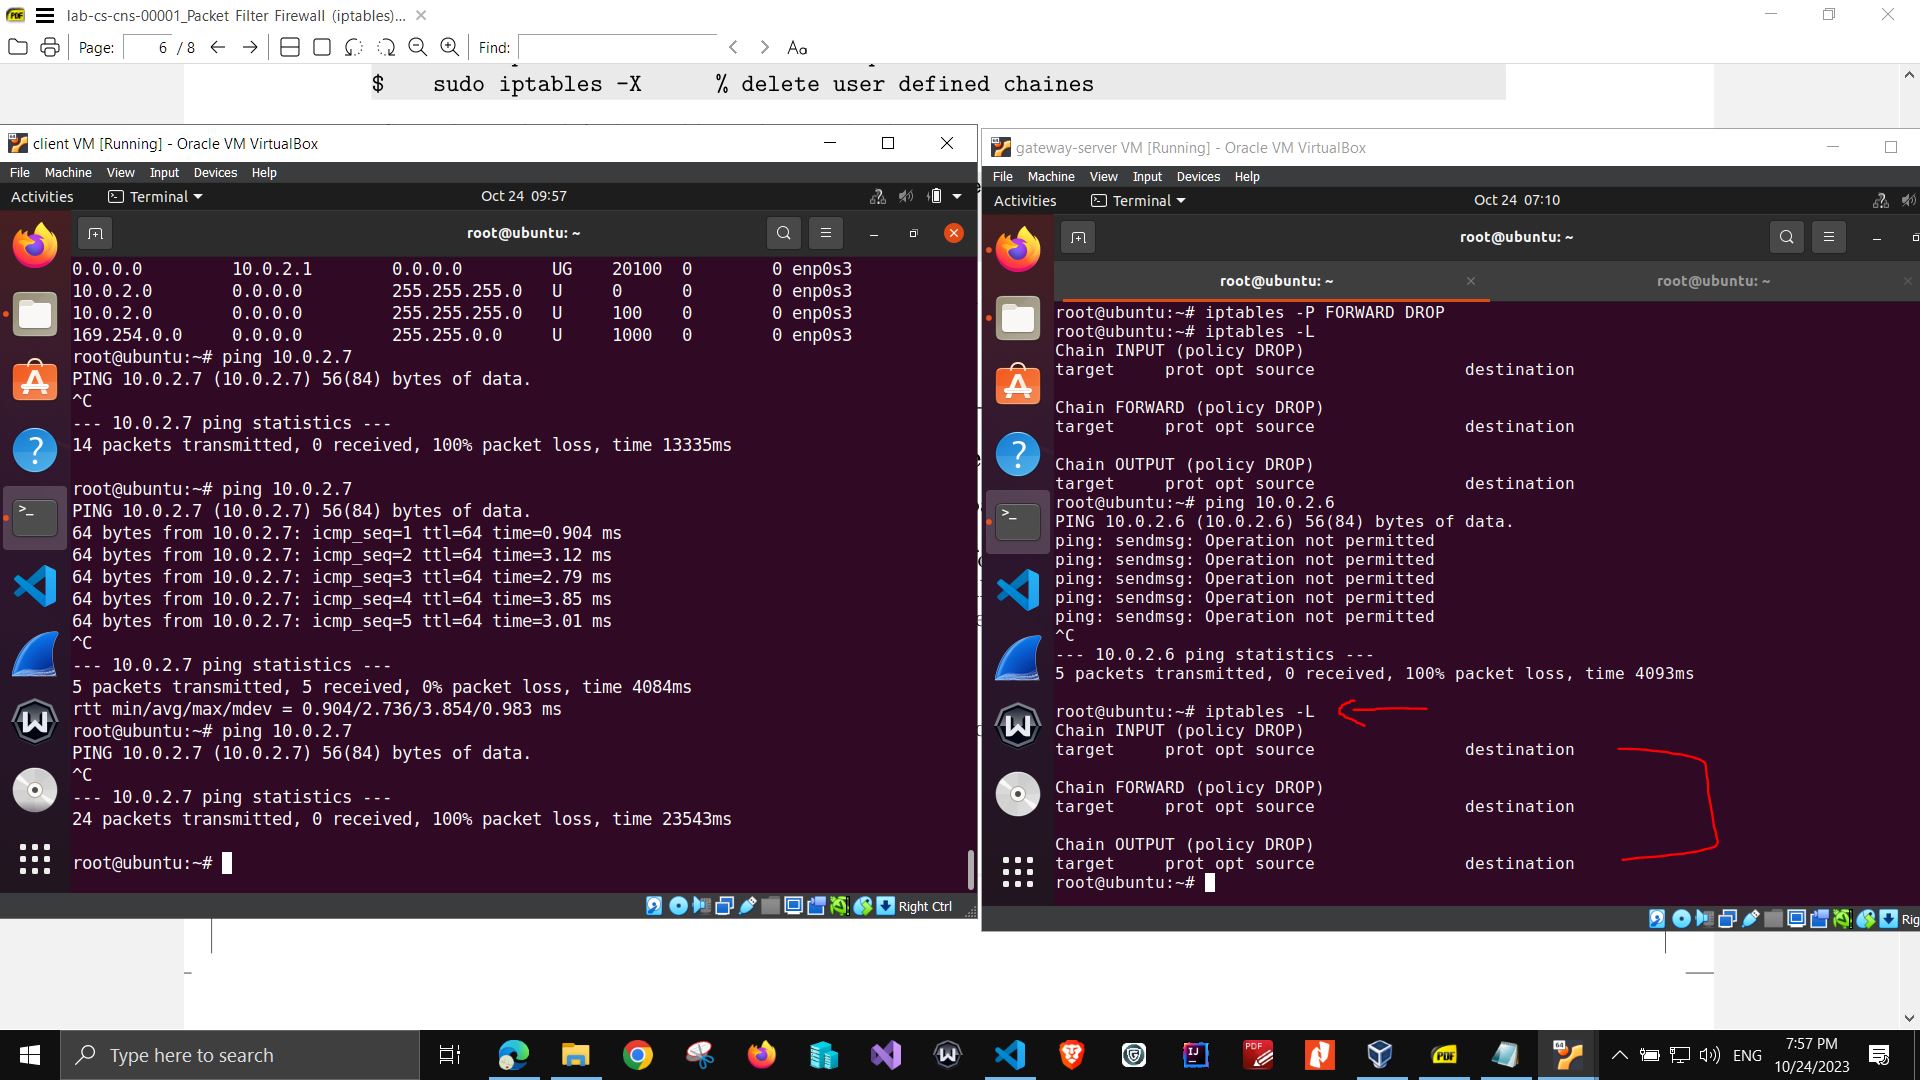 lab-cs-cns-00001_Packet Filter Firewall (iptables)...
Page: 6 / 8 Find: Aa
$ sudo iptables -X % delete user defined chaines
client VM [Running] - Oracle VM VirtualBox
File Machine View Input Devices Help
Activities Terminal Oct 24 09:57
root@ubuntu: ~
0.0.0.0 10.0.2.1 0.0.0.0 UG 20100 0 0 enp0s3
10.0.2.0 0.0.0.0 255.255.255.0 U 0 0 0 enp0s3
10.0.2.0 0.0.0.0 255.255.255.0 U 100 0 0 enp0s3
169.254.0.0 0.0.0.0 255.255.0.0 U 1000 0 0 enp0s3
root@ubuntu:~# ping 10.0.2.7
PING 10.0.2.7 (10.0.2.7) 56(84) bytes of data.
^C
--- 10.0.2.7 ping statistics ---
14 packets transmitted, 0 received, 100% packet loss, time 13335ms
root@ubuntu:~# ping 10.0.2.7
PING 10.0.2.7 (10.0.2.7) 56(84) bytes of data.
64 bytes from 10.0.2.7: icmp_seq=1 ttl=64 time=0.904 ms
64 bytes from 10.0.2.7: icmp_seq=2 ttl=64 time=3.12 ms
64 bytes from 10.0.2.7: icmp_seq=3 ttl=64 time=2.79 ms
64 bytes from 10.0.2.7: icmp_seq=4 ttl=64 time=3.85 ms
64 bytes from 10.0.2.7: icmp_seq=5 ttl=64 time=3.01 ms
^C
--- 10.0.2.7 ping statistics ---
5 packets transmitted, 5 received, 0% packet loss, time 4084ms
rtt min/avg/max/mdev = 0.904/2.736/3.854/0.983 ms
root@ubuntu:~# ping 10.0.2.7
PING 10.0.2.7 (10.0.2.7) 56(84) bytes of data.
^C
--- 10.0.2.7 ping statistics ---
24 packets transmitted, 0 received, 100% packet loss, time 23543ms
root@ubuntu:~#
Right Ctrl
gateway-server VM [Running] - Oracle VM VirtualBox
File Machine View Input Devices Help
Activities Terminal Oct 24 07:10
root@ubuntu: ~
root@ubuntu: ~ root@ubuntu: ~
root@ubuntu:~# iptables -P FORWARD DROP
root@ubuntu:~# iptables -L
Chain INPUT (policy DROP)
target prot opt source destination
Chain FORWARD (policy DROP)
target prot opt source destination
Chain OUTPUT (policy DROP)
target prot opt source destination
root@ubuntu:~# ping 10.0.2.6
PING 10.0.2.6 (10.0.2.6) 56(84) bytes of data.
ping: sendmsg: Operation not permitted
ping: sendmsg: Operation not permitted
ping: sendmsg: Operation not permitted
ping: sendmsg: Operation not permitted
ping: sendmsg: Operation not permitted
^C
--- 10.0.2.6 ping statistics ---
5 packets transmitted, 0 received, 100% packet loss, time 4093ms
root@ubuntu:~# iptables -L
Chain INPUT (policy DROP)
target prot opt source destination
Chain FORWARD (policy DROP)
target prot opt source destination
Chain OUTPUT (policy DROP)
target prot opt source destination
root@ubuntu:~#
Rig
Type here to search
ENG
7:57 PM
10/24/2023